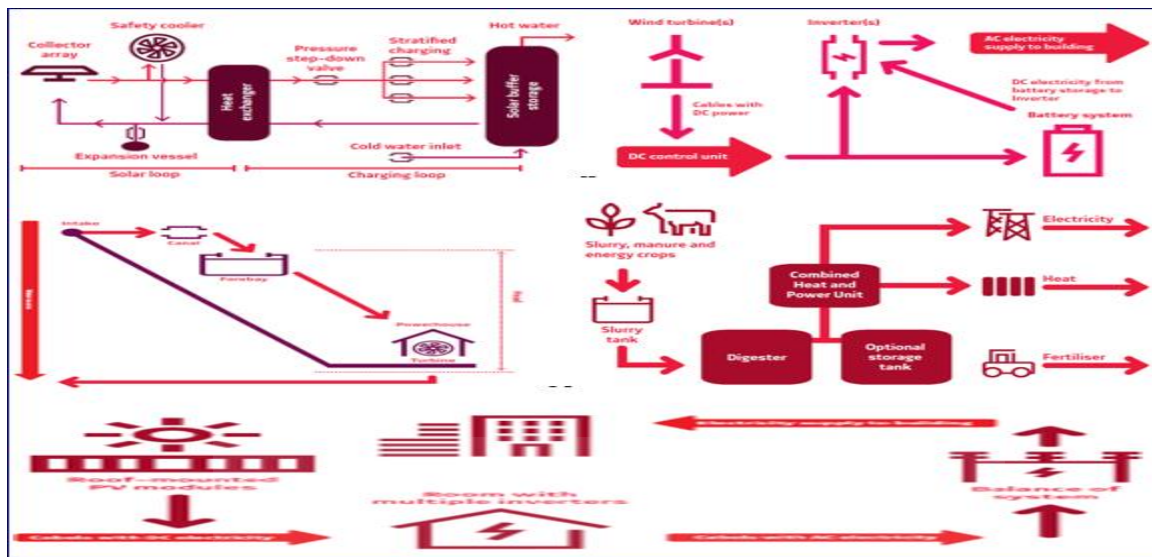 Safety cooler
Collector
array
Pressure
step-down
valve
Stratified
charging
Hot water
Heat
exchanger
Solar buffer
storage
Expansion vessel
Cold water inlet
Solar loop
Charging loop
Wind turbine(s)
Inverter(s)
AC electricity
supply to building
Cables with
DC power
DC electricity from
battery storage to
Inverter
Battery system
DC control unit
Intake
Canal
Forebay
Head
Powerhouse
Turbine
Slurry, manure and
energy crops
Slurry
tank
Digester
Combined
Heat and
Power Unit
Optional
storage
tank
Electricity
Heat
Fertiliser
Roof-mounted
PV modules
Cabels with DC electricity
Room with
multiple inverters
Electricity supply to building
Cabels with AC electricity
Balance of
system